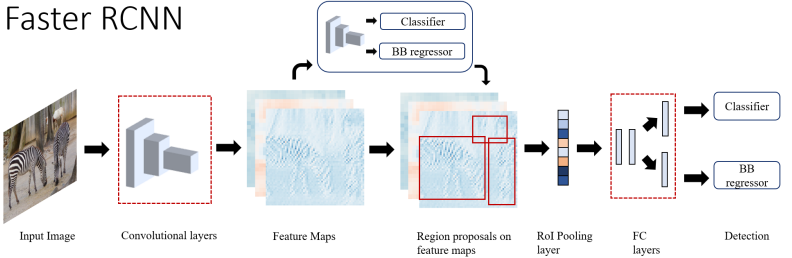 Faster RCNN
Classifier
BB regressor
Classifier
BB
regressor
Input Image
Convolutional layers
Feature Maps
Region proposals on
feature maps
RoI Pooling
layer
FC
layers
Detection